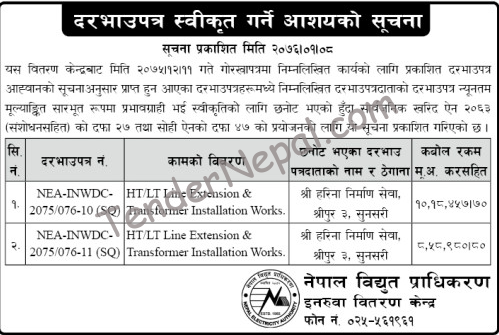 दरभाउपत्र स्वीकृत गर्ने आशयको सूचना
सूचना प्रकाशित मिति २०७६।०१।०८
यस वितरण केन्द्रबाट मिति २०७५।१२।११ गते गोरखापत्रमा निम्नलिखित कार्यको लागि प्रकाशित दरभाउपत्र
आह्वानको सूचनाअनुसार प्राप्त हुन आएका दरभाउपत्रहरूमध्ये निम्नलिखित दरभाउपत्रदाताको दरभाउपत्र न्यूनतम
मूल्याङ्कित सारभूत रूपमा प्रभावग्राही भई स्वीकृतिको लागि छनोट भएको हुँदा सार्वजनिक खरिद ऐन २०६३
(संशोधनसहित) को दफा २७ तथा सोही ऐनको दफा ४७ को प्रयोजनको लागि यो सूचना प्रकाशित गरिएको छ ।
सि. नं. दरभाउपत्र नं. कामको विवरण छनोट भएका दरभाउ पत्रदाताको नाम र ठेगाना कबोल रकम मू.अ. करसहित
१. NEA-INWDC- HT/LT Line Extension & श्री हरिना निर्माण सेवा, १०,१८,४५७।७०
2075/076-10 (SQ) Transformer Installation Works. श्रीपुर ३, सुनसरी
२. NEA-INWDC- HT/LT Line Extension & श्री हरिना निर्माण सेवा, ८,५८,९८०।८०
2075/076-11 (SQ) Transformer Installation Works. श्रीपुर ३, सुनसरी
TenderNepal.com
नेपाल विद्युत प्राधिकरण
NEPAL ELECTRICITY AUTHORITY
इनरुवा वितरण केन्द्र
फोन नं. ०२५-५६१९६१